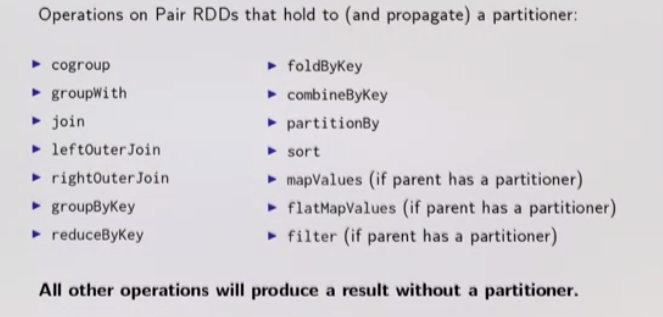 Operations on Pair RDDs that hold to (and propagate) a partitioner:
cogroup
groupWith
join
leftOuterJoin
rightOuterJoin
groupByKey
reduceByKey
foldByKey
combineByKey
partitionBy
sort
mapValues (if parent has a partitioner)
flatMapValues (if parent has a partitioner)
filter (if parent has a partitioner)
All other operations will produce a result without a partitioner.